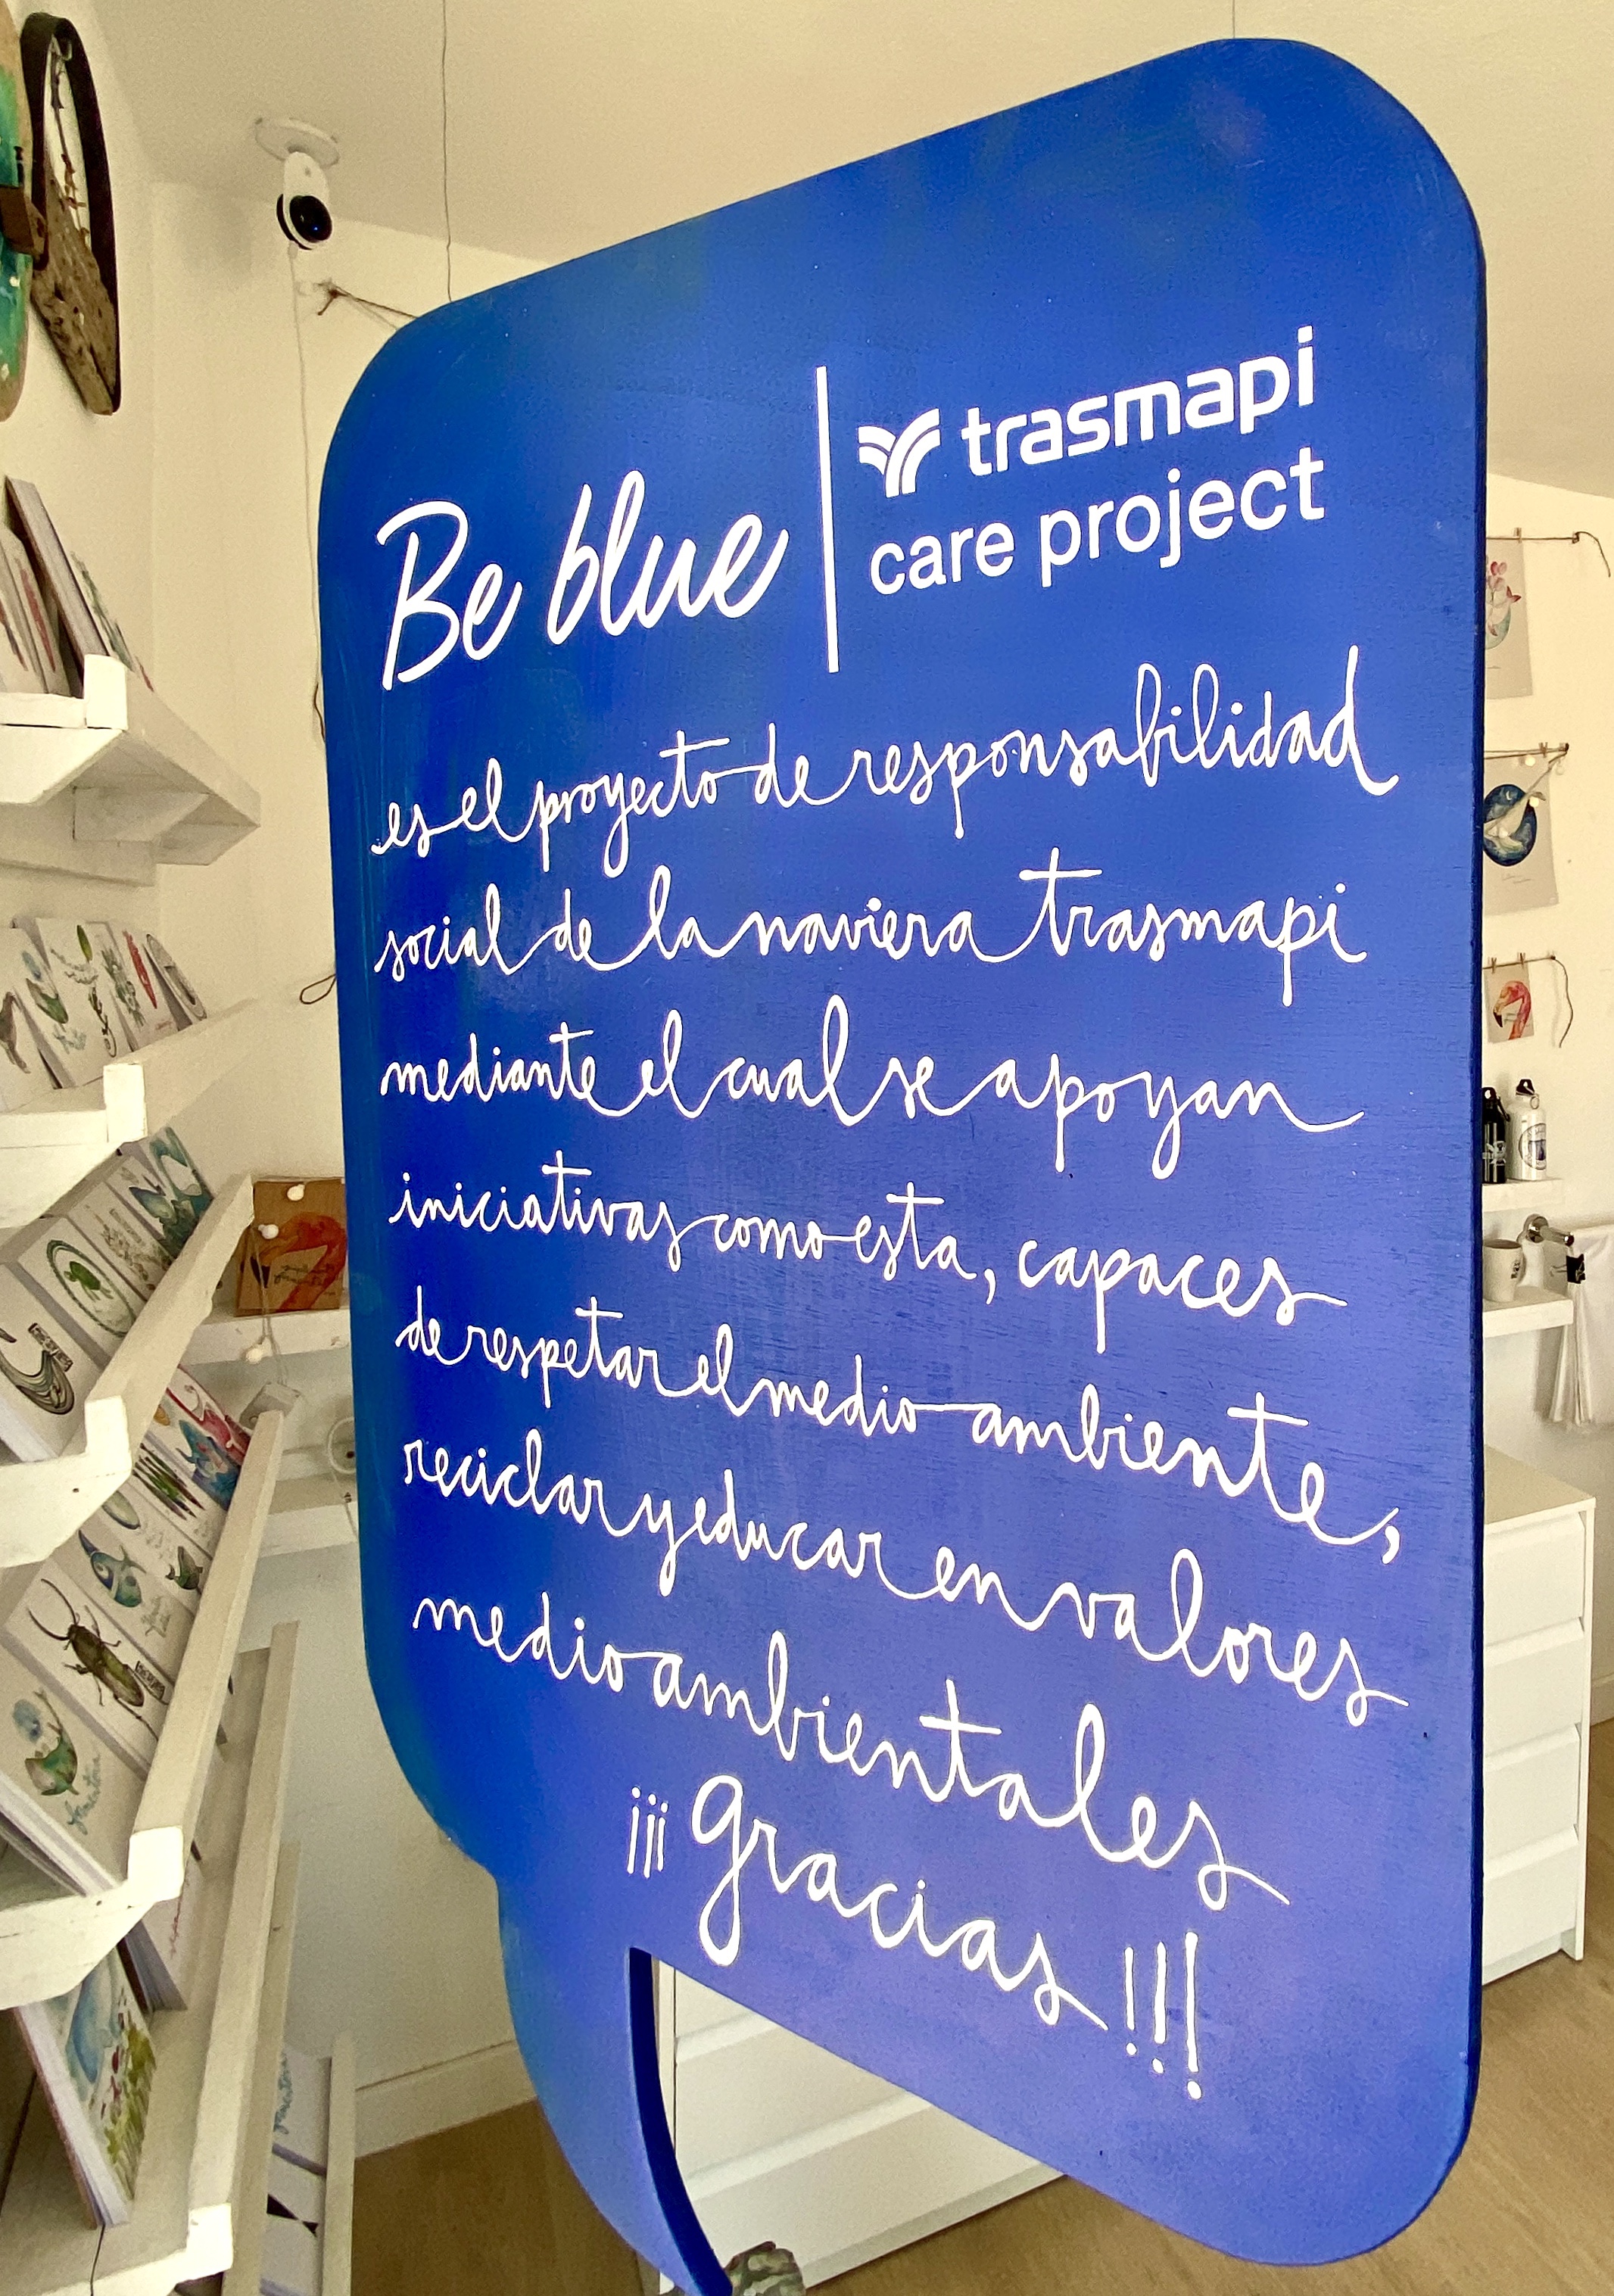 Be blue
trasmapi
care project
es el proyecto de responsabilidad
social de la naviera trasmapi
mediante el cual se apoyan
iniciativas como esta, capaces
de respetar el medio ambiente,
reciclar y educar en valores
medioambientales
¡¡¡ gracias !!!